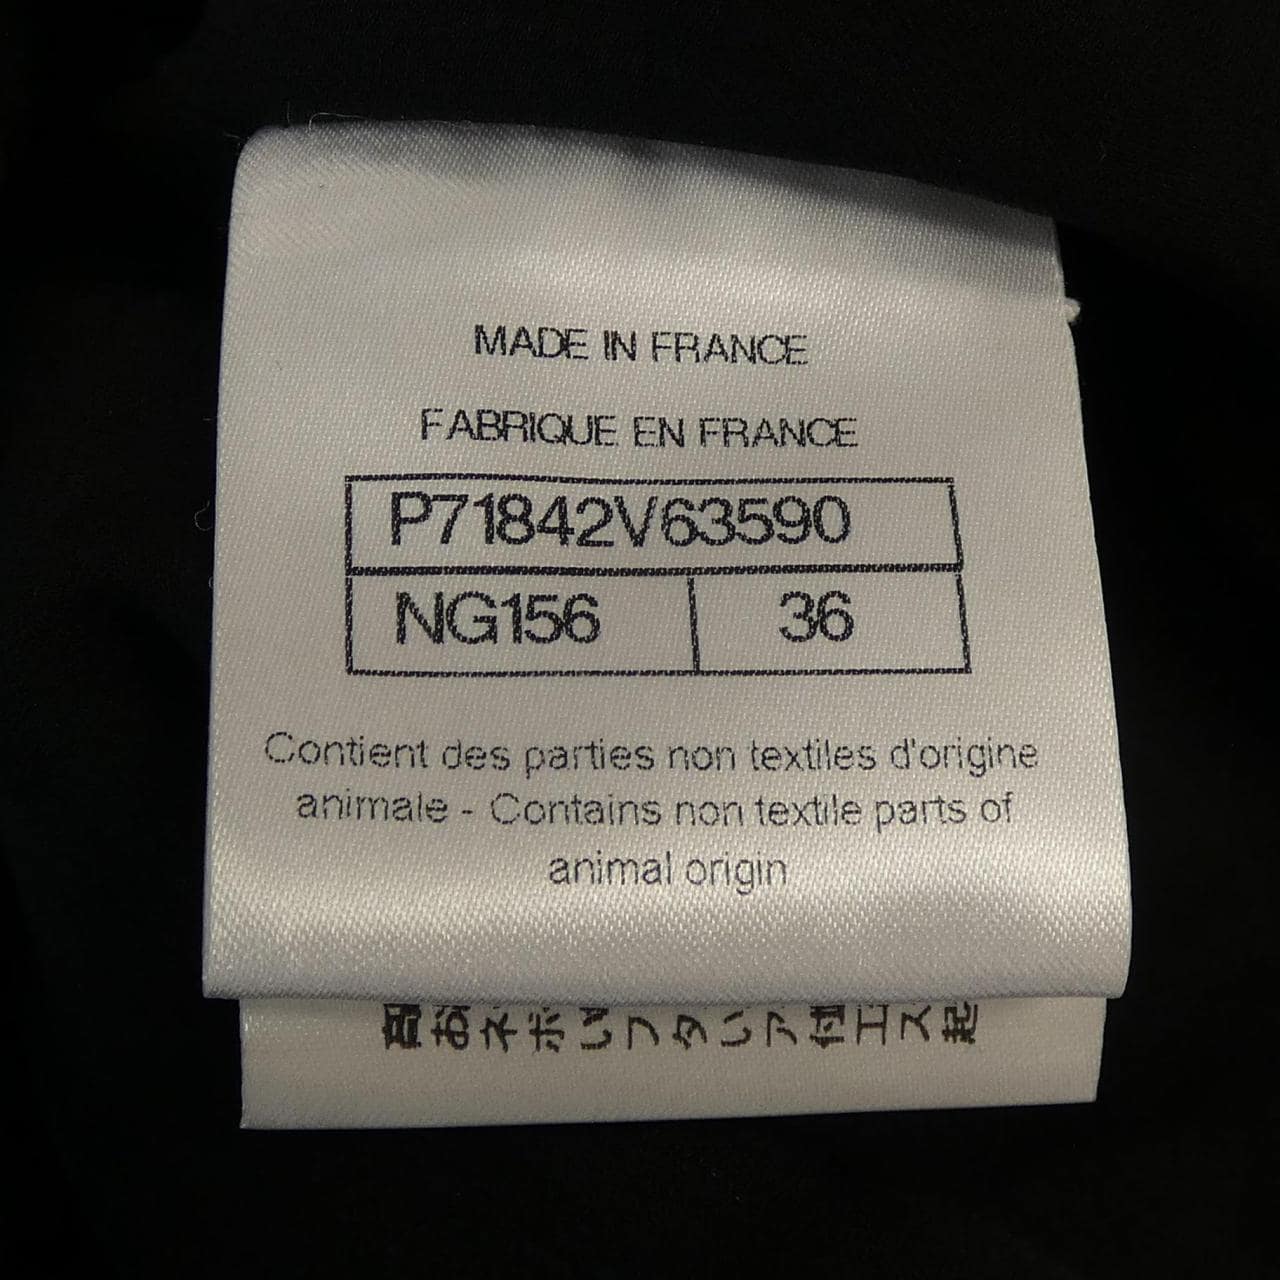 MADE IN FRANCE
FABRIQUE EN FRANCE
P71842V63590
NG156 36
Contient des parties non textiles d'origine
animale - Contains non textile parts of
animal origin